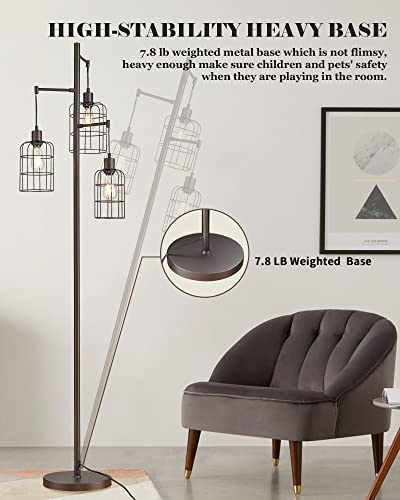 HIGH-STABILITY HEAVY BASE
7.8 lb weighted metal base which is not flimsy,
heavy enough make sure children and pets' safety
when they are playing in the room.
7.8 LB Weighted Base